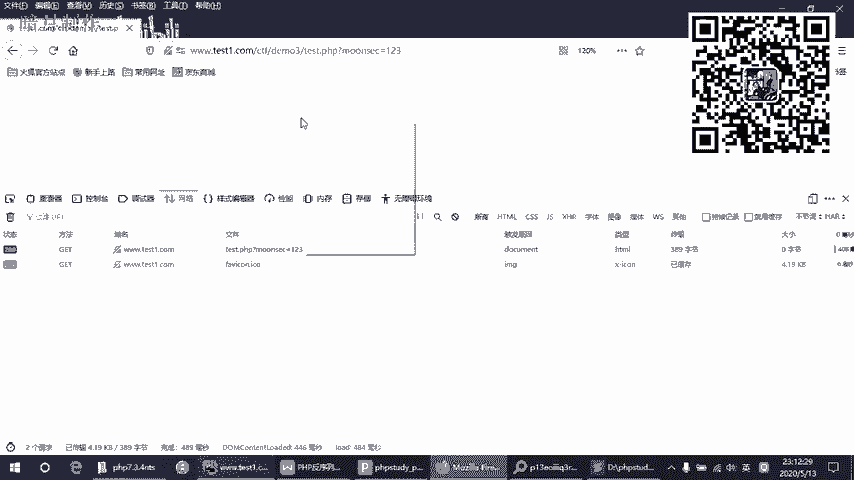 文件(F) 编辑(E) 查看(V) 历史(S) 书签(B) 工具(T) 帮助(H)
www.test1.com/ctf/demo3/test.php?moonsec=123
120%
火狐官方站点 新手上路 常用网址 京东商城
查看器 控制台 调试器 网络 样式编辑器 性能 内存 存储 无障碍环境
所有 HTML CSS JS XHR 字体 图像 媒体 WS 其他 持续记录 禁用缓存 不节流 HAR
状态 方法 域名 文件 触发原因 类型 传输 大小
GET www.test1.com test.php?moonsec=123 document html 389 字节 0 字节
GET www.test1.com favicon.ico img x-icon 已缓存 4.19 KB
2 个请求 已传输 4.19 KB / 389 字节 完成: 489 毫秒 DOMContentLoaded: 446 毫秒 load: 484 毫秒
php7.3.4nts www.test1.c... PHP反序列... phpstudy_p... Mozilla Fire... p13eoiiiq3r... D:\phpstud... 英 23:12:29
2020/5/13